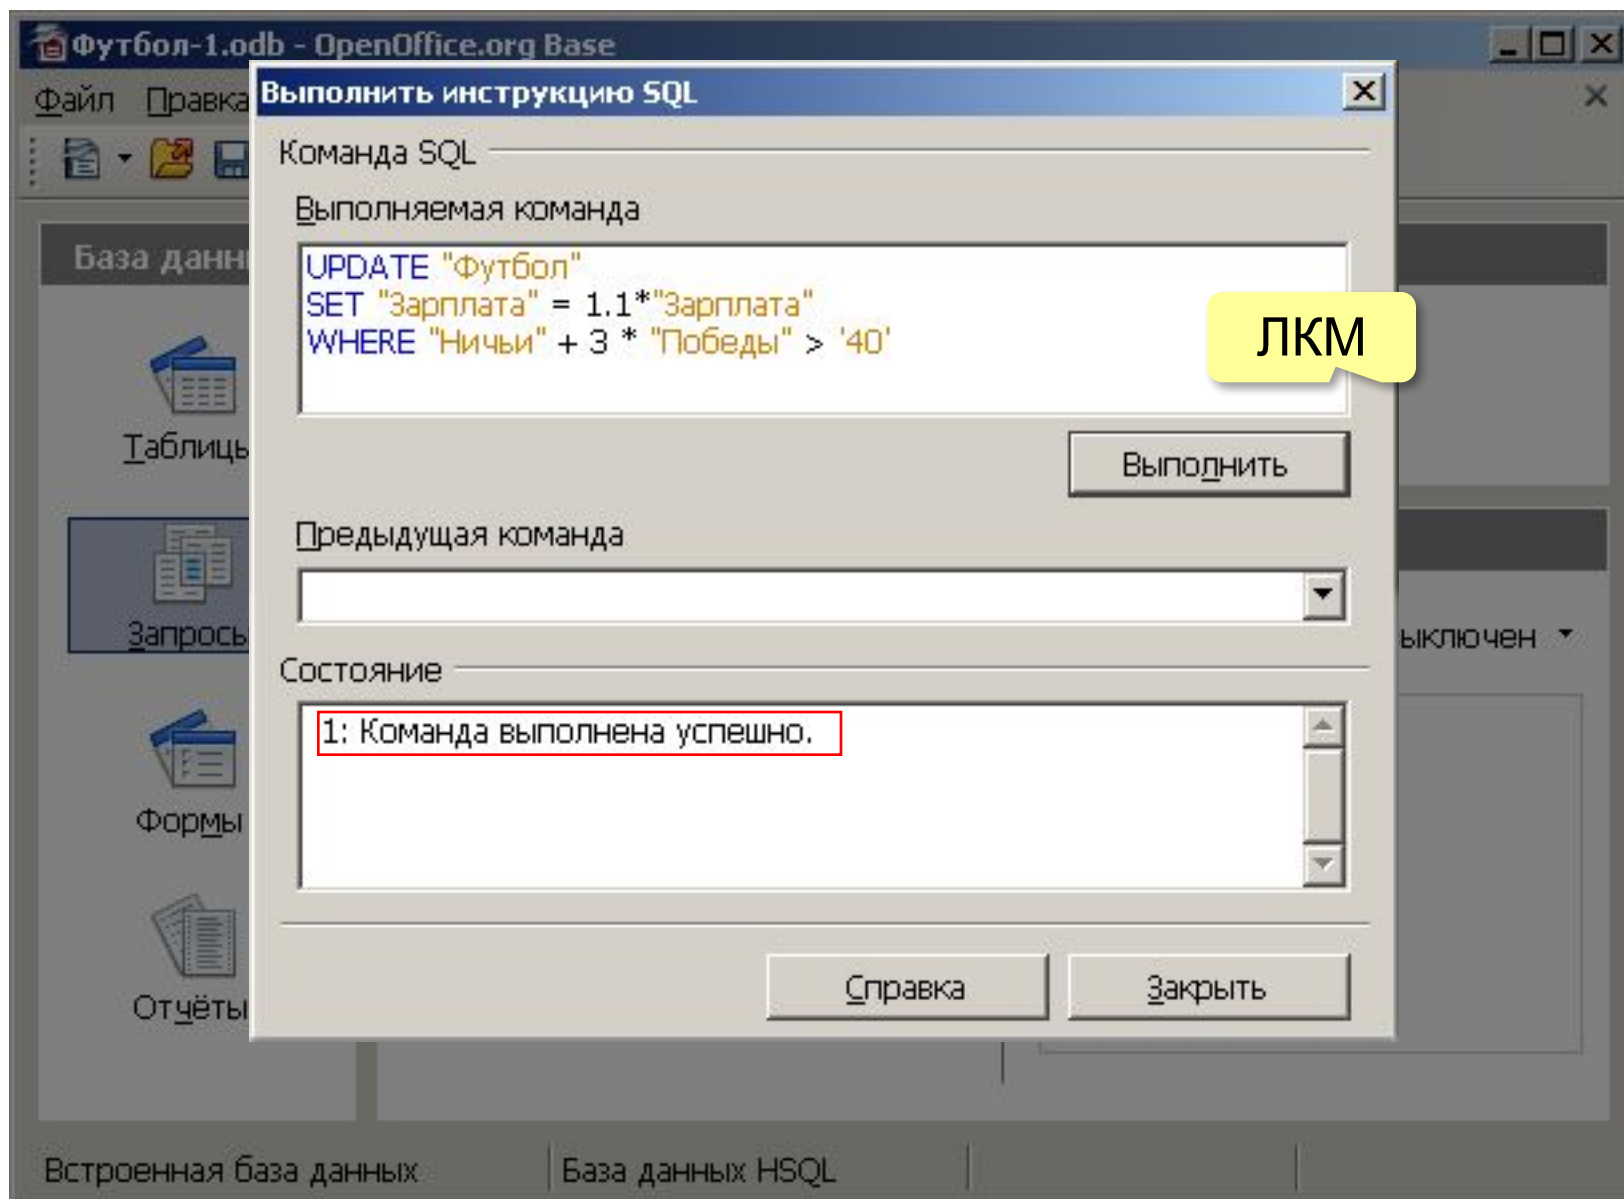 Футбол-1.odb - OpenOffice.org Base
Файл Правка
Выполнить инструкцию SQL
Команда SQL
Выполняемая команда
База данн
UPDATE "Футбол"
SET "Зарплата" = 1.1*"Зарплата"
WHERE "Ничьи" + 3 * "Победы" > '40'
ЛКМ
Таблицы
Выполнить
Предыдущая команда
Запросы
ыключен
Состояние
1: Команда выполнена успешно.
Формы
Отчёты
Справка
Закрыть
Встроенная база данных
База данных HSQL